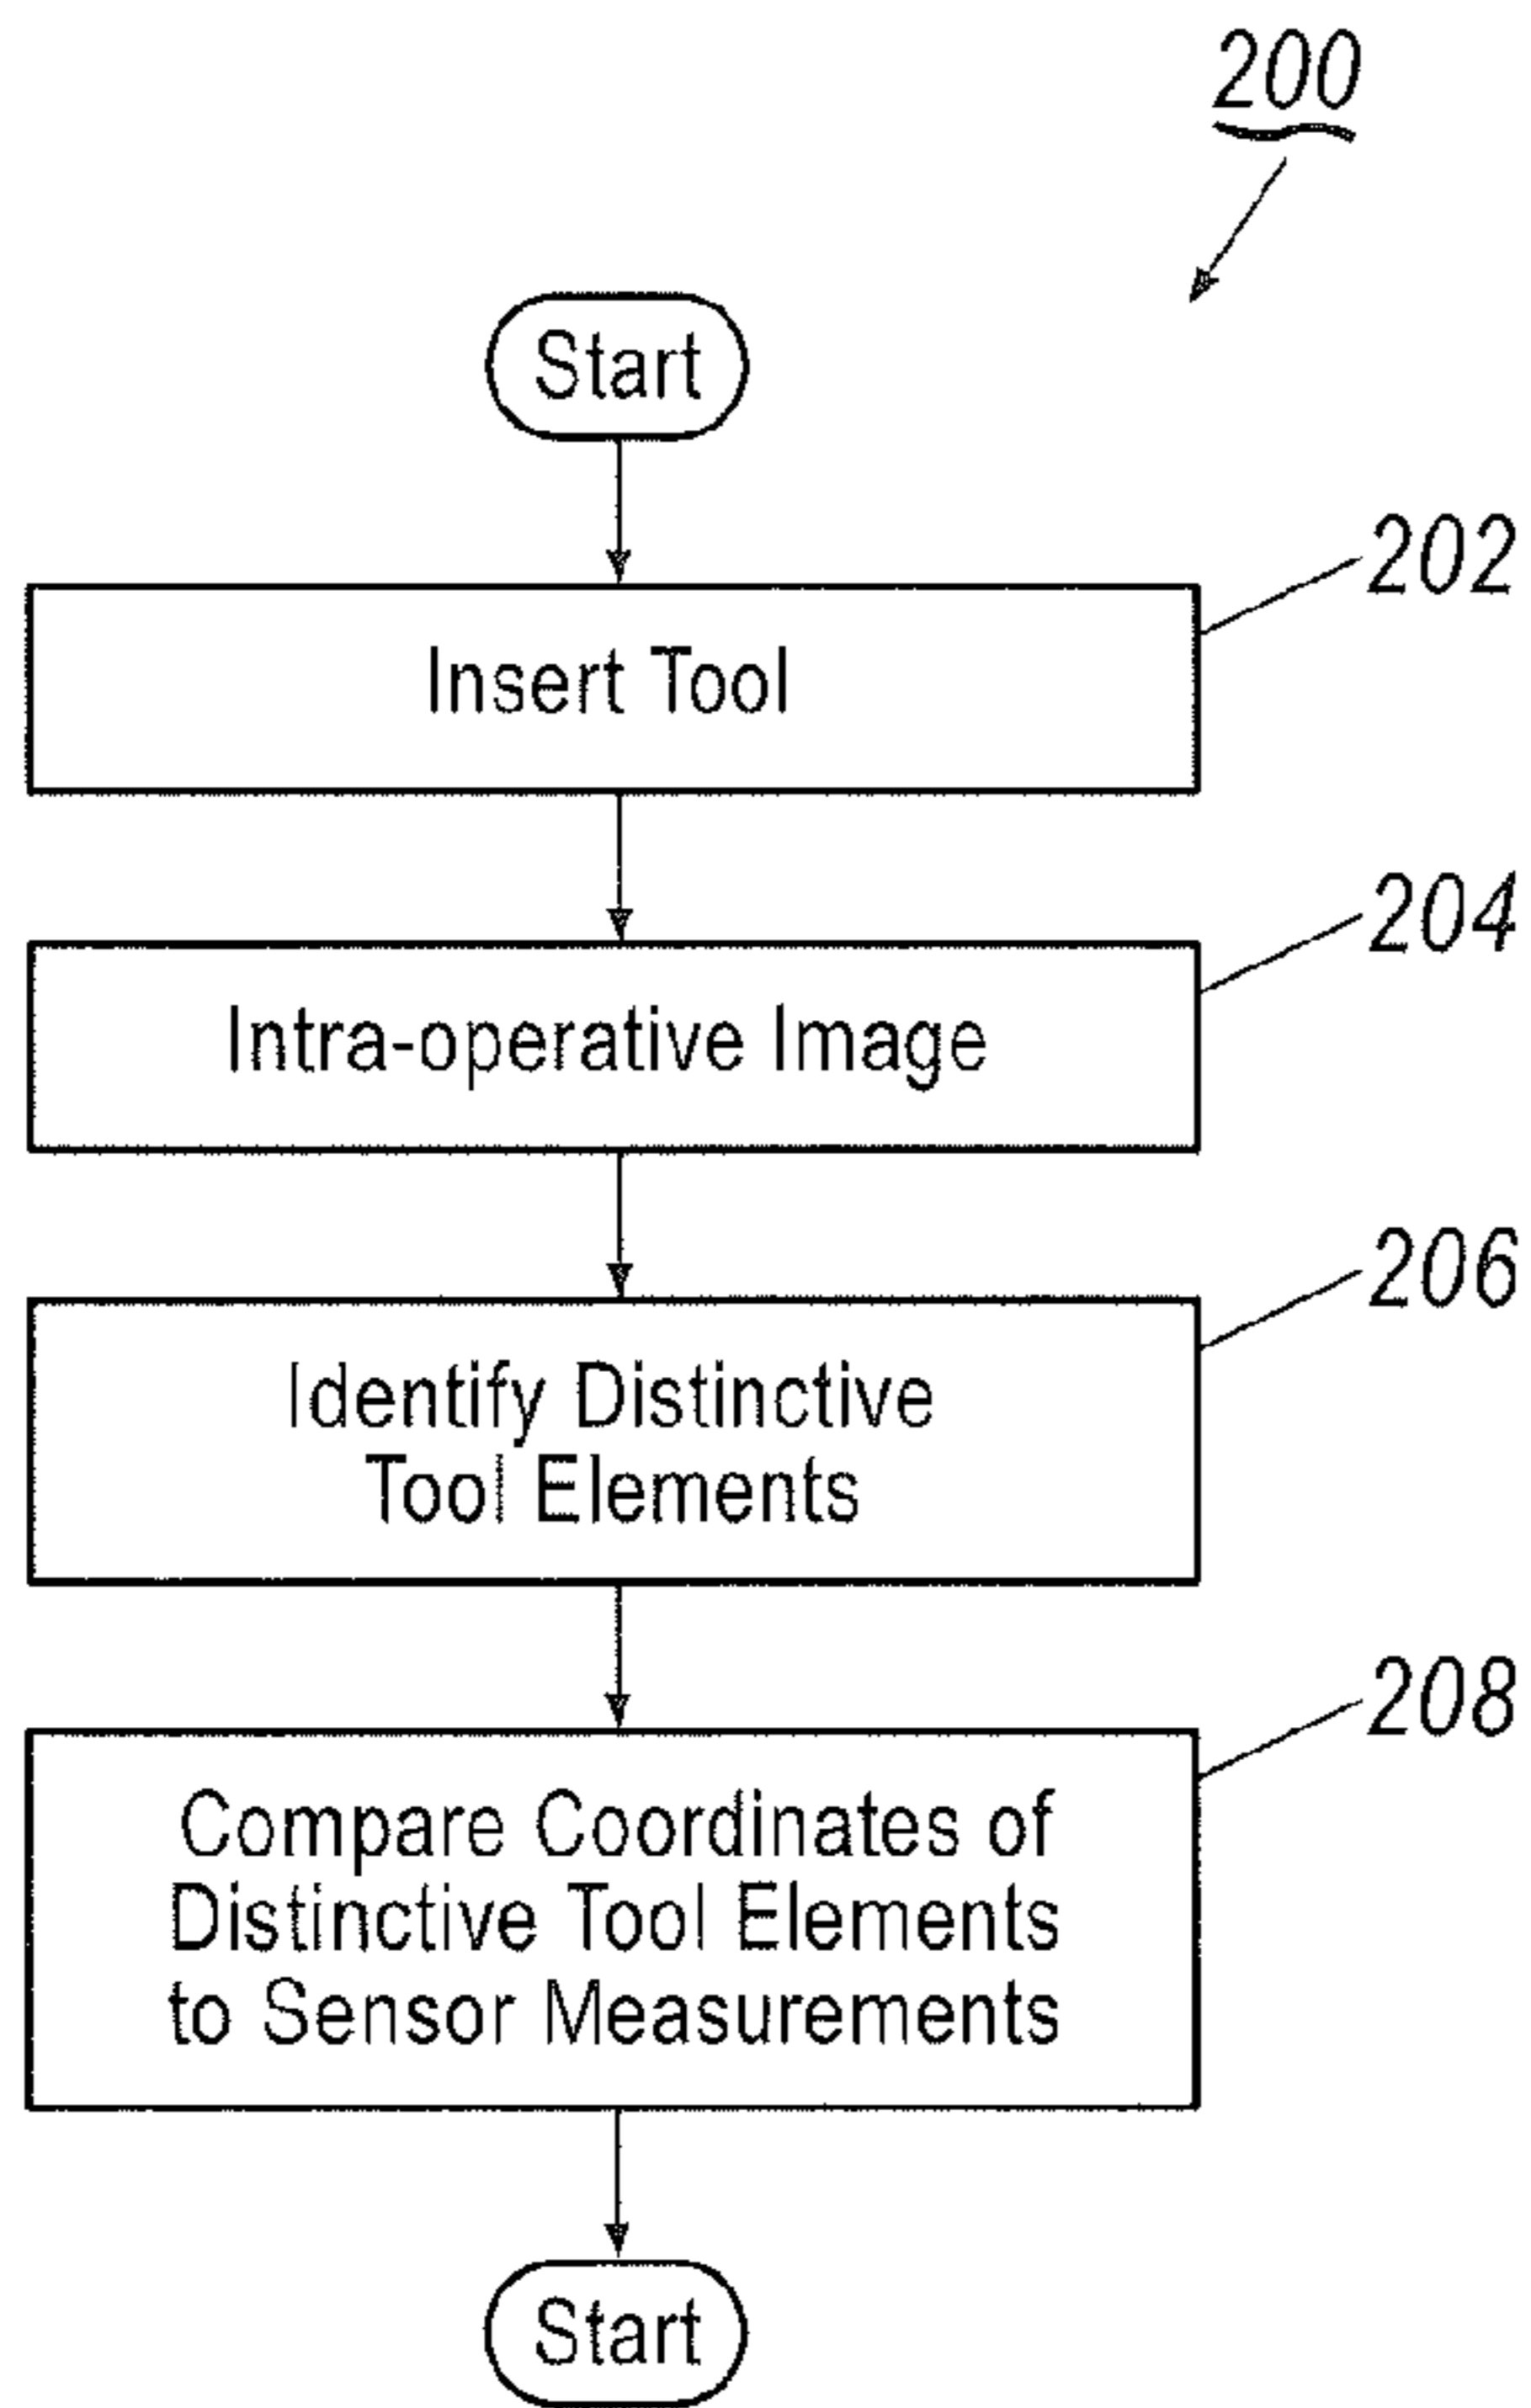 200
Start
202
Insert Tool
204
Intra-operative Image
206
Identify Distinctive
Tool Elements
208
Compare Coordinates of
Distinctive Tool Elements
to Sensor Measurements
Start